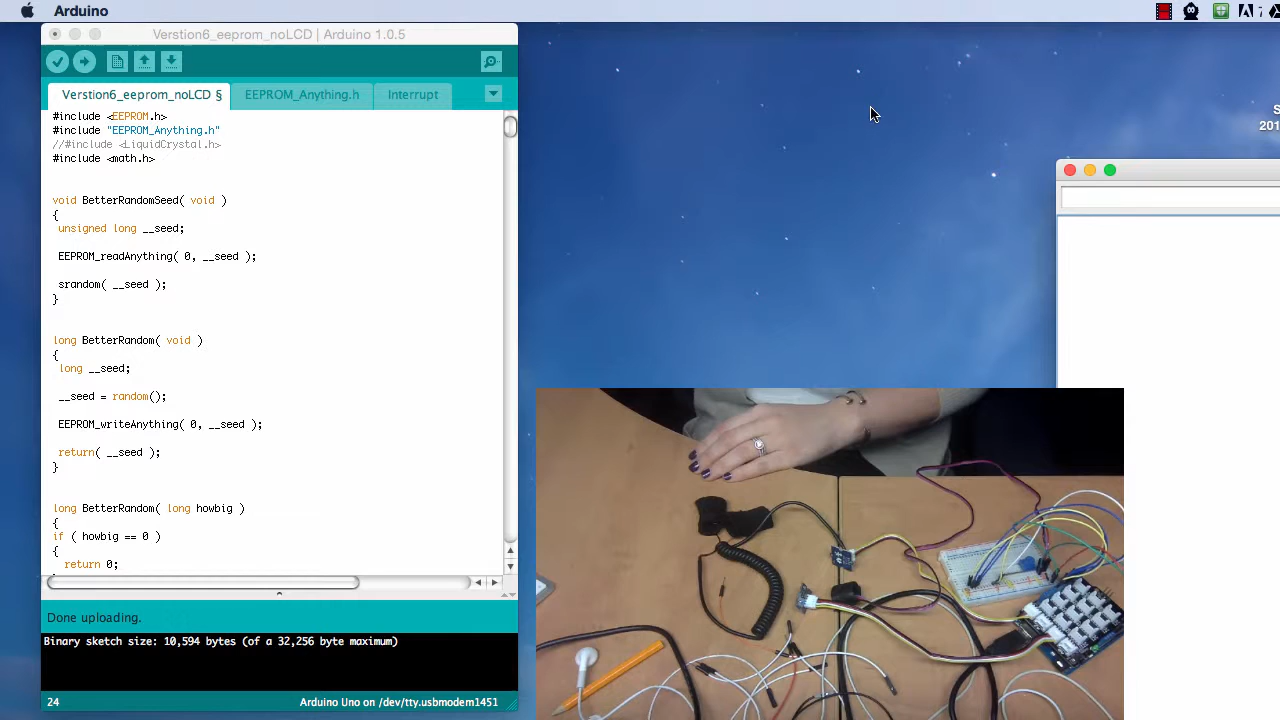 Arduino
Verstion6_eeprom_noLCD | Arduino 1.0.5
Verstion6_eeprom_noLCD §
EEPROM_Anything.h
Interrupt
#include <EEPROM.h>
#include "EEPROM_Anything.h"
//#include <LiquidCrystal.h>
#include <math.h>
void BetterRandomSeed( void )
{
unsigned long __seed;
EEPROM_readAnything( 0, __seed );
srandom( __seed );
}
long BetterRandom( void )
{
long __seed;
__seed = random();
EEPROM_writeAnything( 0, __seed );
return( __seed );
}
long BetterRandom( long howbig )
{
if ( howbig == 0 )
{
return 0;
Done uploading.
Binary sketch size: 10,594 bytes (of a 32,256 byte maximum)
24
Arduino Uno on /dev/tty.usbmodem1451
7
S
201